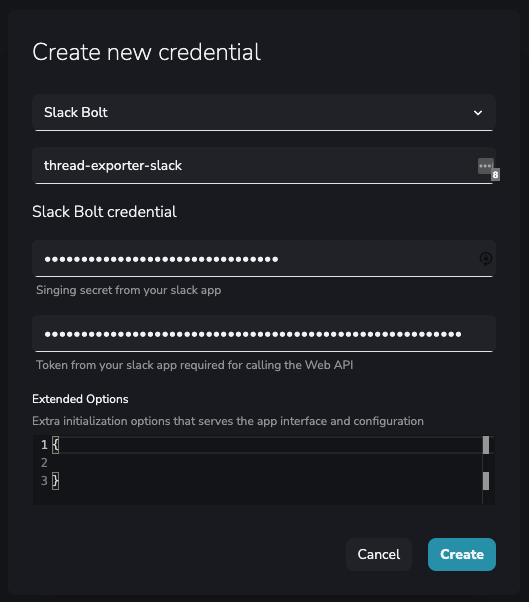 Create new credential
Slack Bolt
thread-exporter-slack
8
Slack Bolt credential
••••••••••••••••••••••••••••••••
Singing secret from your slack app
•••••••••••••••••••••••••••••••••••••••••••••••••••••••••
Token from your slack app required for calling the Web API
Extended Options
Extra initialization options that serves the app interface and configuration
1 {
2
3 }
Cancel
Create